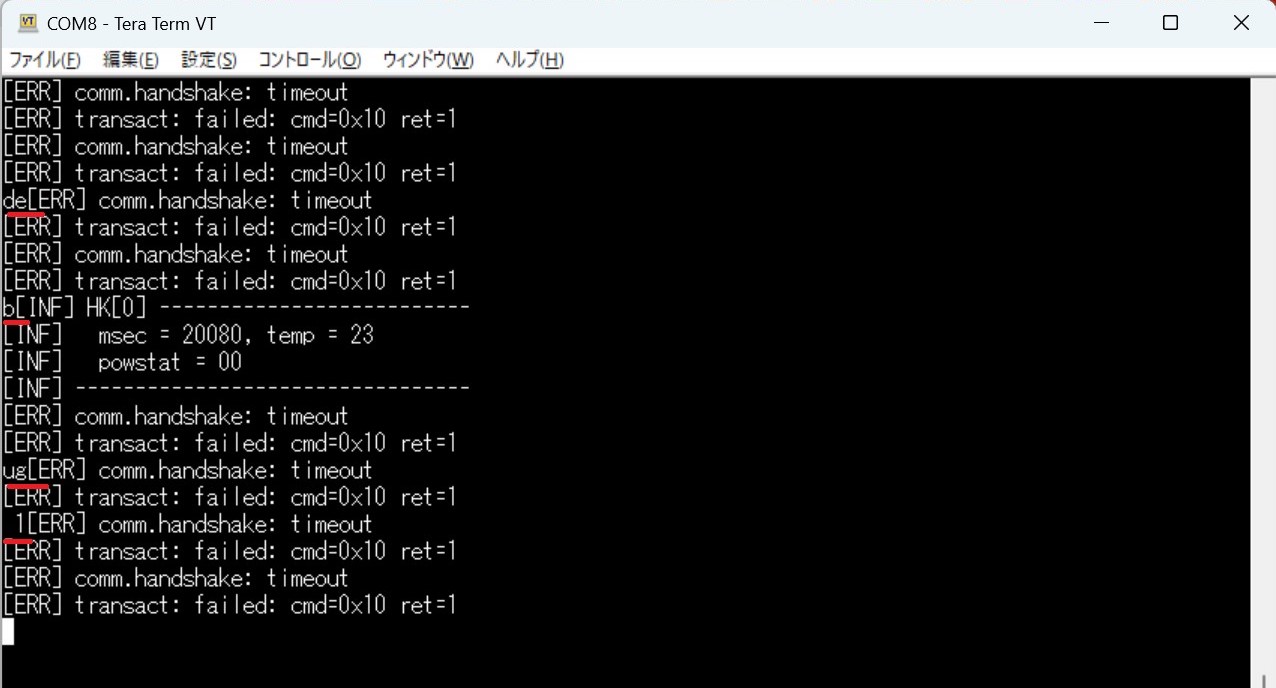 COM8 - Tera Term VT
ファイル(F) 編集(E) 設定(S) コントロール(O) ウィンドウ(W) ヘルプ(H)
[ERR] comm.handshake: timeout
[ERR] transact: failed: cmd=0x10 ret=1
[ERR] comm.handshake: timeout
[ERR] transact: failed: cmd=0x10 ret=1
de[ERR] comm.handshake: timeout
[ERR] transact: failed: cmd=0x10 ret=1
[ERR] comm.handshake: timeout
[ERR] transact: failed: cmd=0x10 ret=1
b[INF] HK[0] --------------------------
[INF]   msec = 20080, temp = 23
[INF]   powstat = 00
[INF] ---------------------------------
[ERR] comm.handshake: timeout
[ERR] transact: failed: cmd=0x10 ret=1
ug[ERR] comm.handshake: timeout
[ERR] transact: failed: cmd=0x10 ret=1
 1[ERR] comm.handshake: timeout
[ERR] transact: failed: cmd=0x10 ret=1
[ERR] comm.handshake: timeout
[ERR] transact: failed: cmd=0x10 ret=1